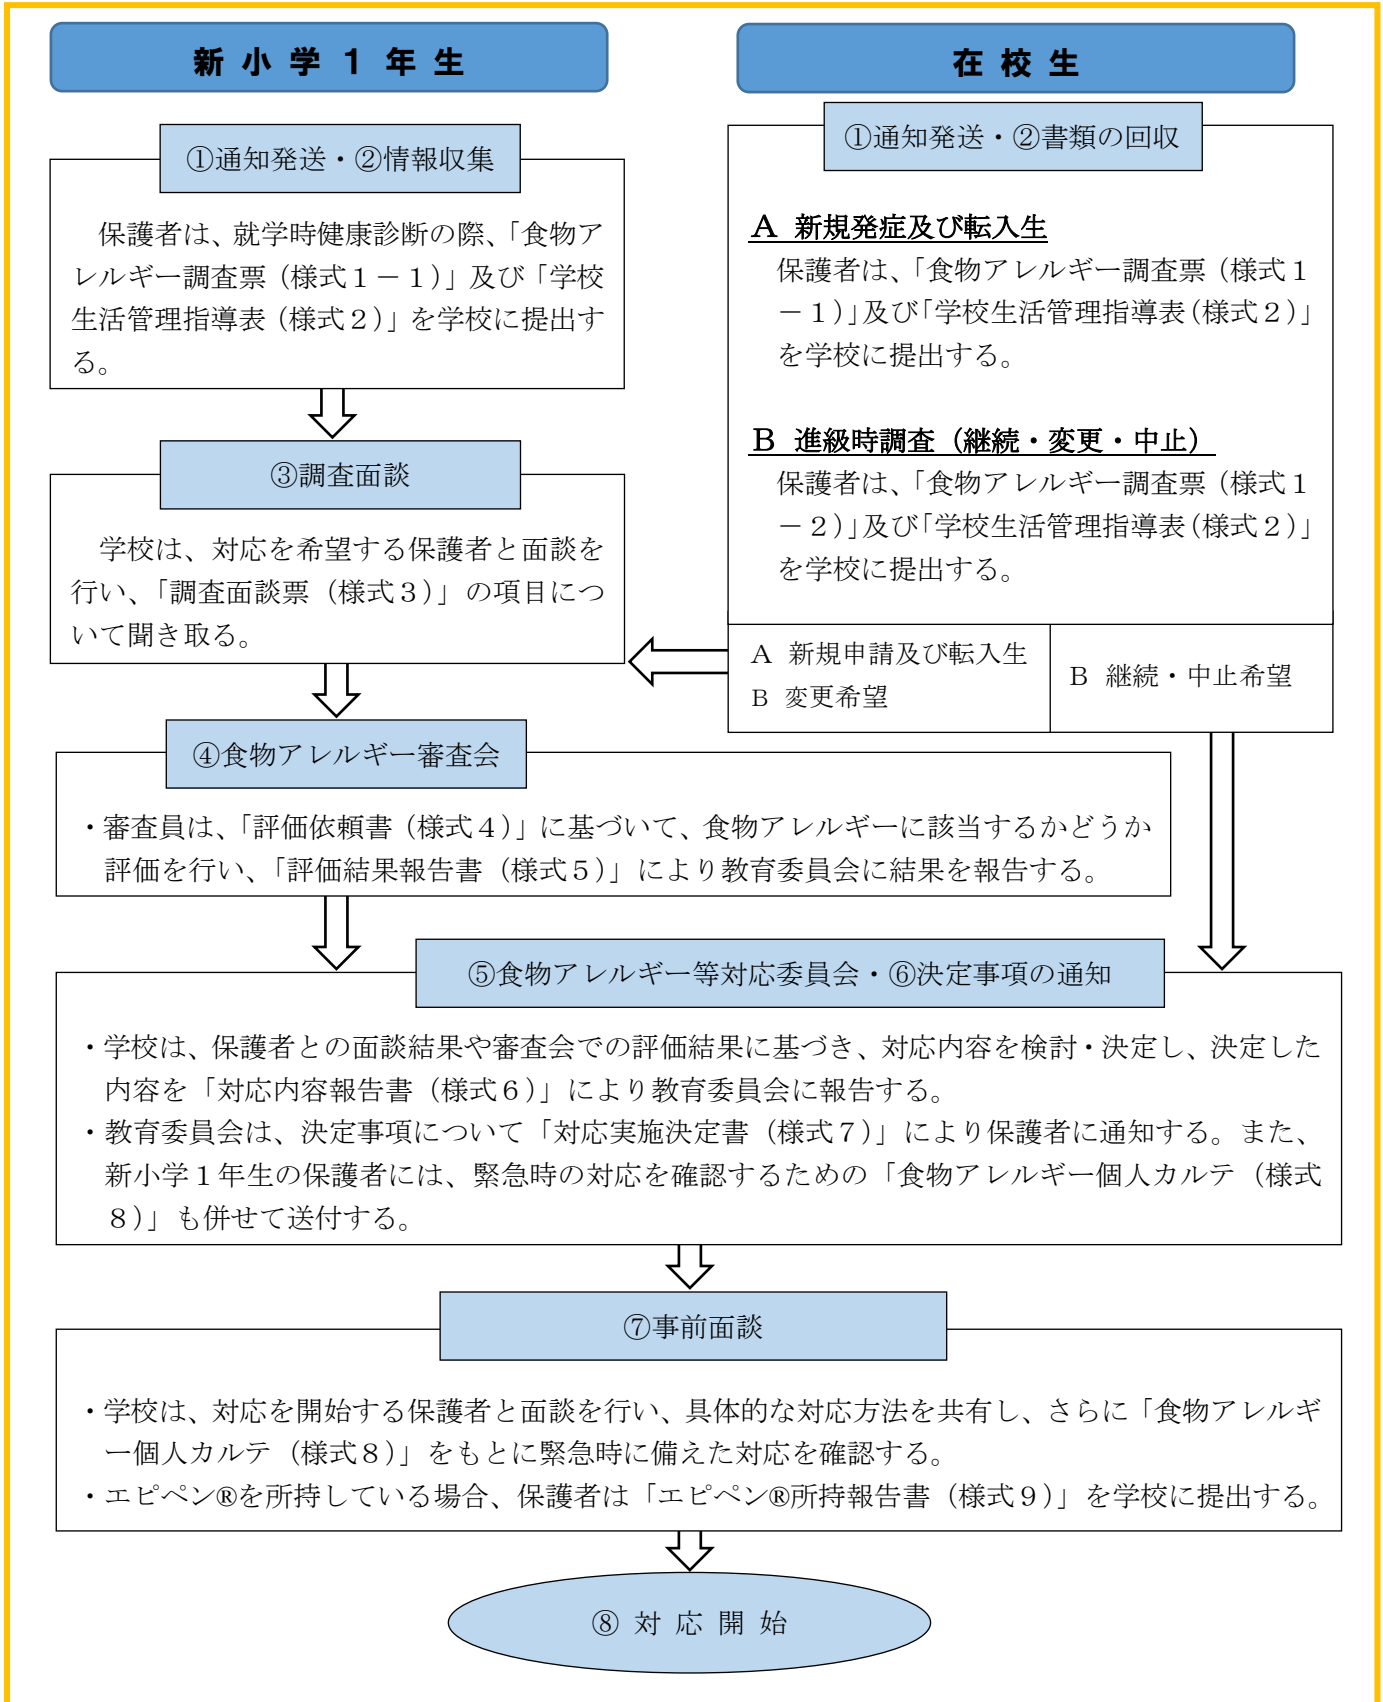 新小学１年生
①通知発送・②情報収集
保護者は、就学時健康診断の際、「食物ア
レルギー調査票（様式１－１）」及び「学校
生活管理指導表（様式２）」を学校に提出す
る。
③調査面談
学校は、対応を希望する保護者と面談を
行い、「調査面談票（様式３）」の項目につ
いて聞き取る。
在校生
①通知発送・②書類の回収
A 新規発症及び転入生
保護者は、「食物アレルギー調査票（様式１
－１）」及び「学校生活管理指導表（様式２）」
を学校に提出する。
B 進級時調査（継続・変更・中止）
保護者は、「食物アレルギー調査票（様式１
－２）」及び「学校生活管理指導表（様式２）」
を学校に提出する。
A 新規申請及び転入生
B 変更希望
B 継続・中止希望
④食物アレルギー審査会
・審査員は、「評価依頼書（様式４）」に基づいて、食物アレルギーに該当するかどうか
評価を行い、「評価結果報告書（様式５）」により教育委員会に結果を報告する。
⑤食物アレルギー等対応委員会・⑥決定事項の通知
・学校は、保護者との面談結果や審査会での評価結果に基づき、対応内容を検討・決定し、決定した
内容を「対応内容報告書（様式６）」により教育委員会に報告する。
・教育委員会は、決定事項について「対応実施決定書（様式７）」により保護者に通知する。また、
新小学１年生の保護者には、緊急時の対応を確認するための「食物アレルギー個人カルテ（様式
８）」も併せて送付する。
⑦事前面談
・学校は、対応を開始する保護者と面談を行い、具体的な対応方法を共有し、さらに「食物アレルギ
ー個人カルテ（様式８）」をもとに緊急時に備えた対応を確認する。
・エピペン®を所持している場合、保護者は「エピペン®所持報告書（様式９）」を学校に提出する。
⑧ 対 応 開 始